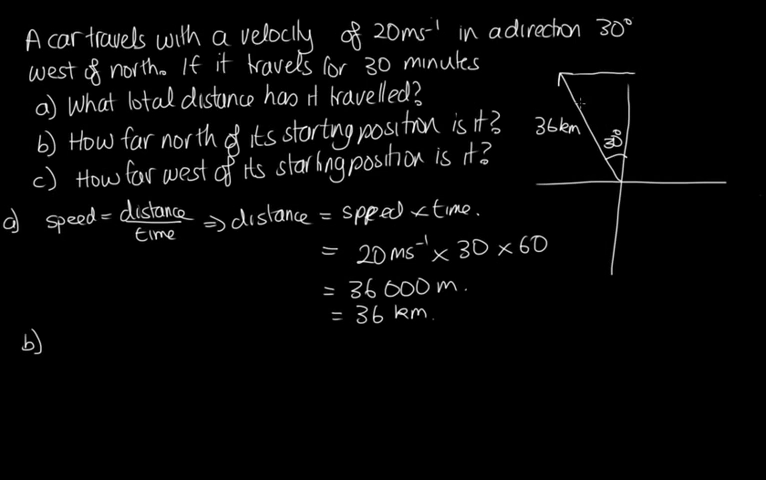 A car travels with a velocity of 20ms⁻¹ in a direction 30°
west of north. If it travels for 30 minutes
a) What total distance has it travelled?
b) How far north of its starting position is it?
c) How far west of its starting position is it?
36km
30°
a) speed = distance/time ⇒ distance = speed × time.
= 20ms⁻¹ × 30 × 60
= 36 000 m.
= 36 km.
b)